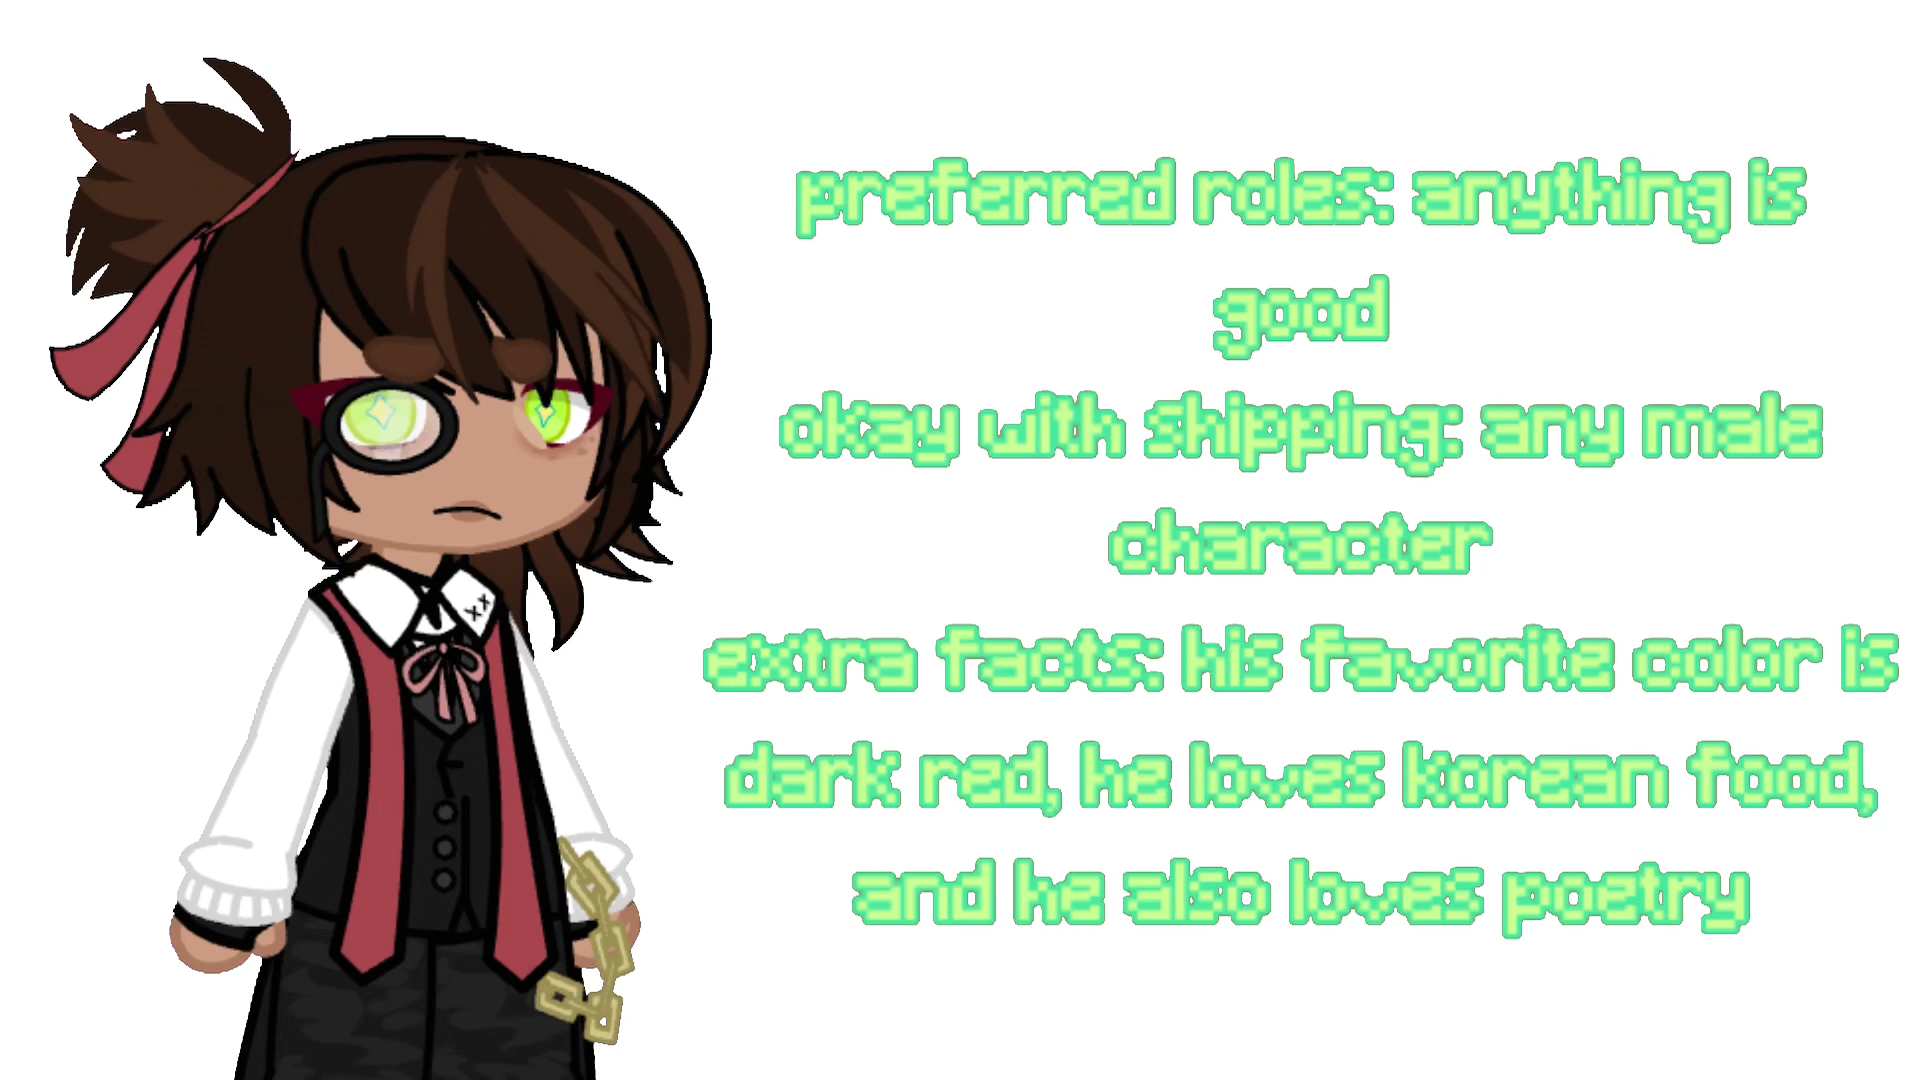 preferred roles: anything is
good
okay with shipping: any male
character
extra facts: his favorite color is
dark red, he loves korean food,
and he also loves poetry